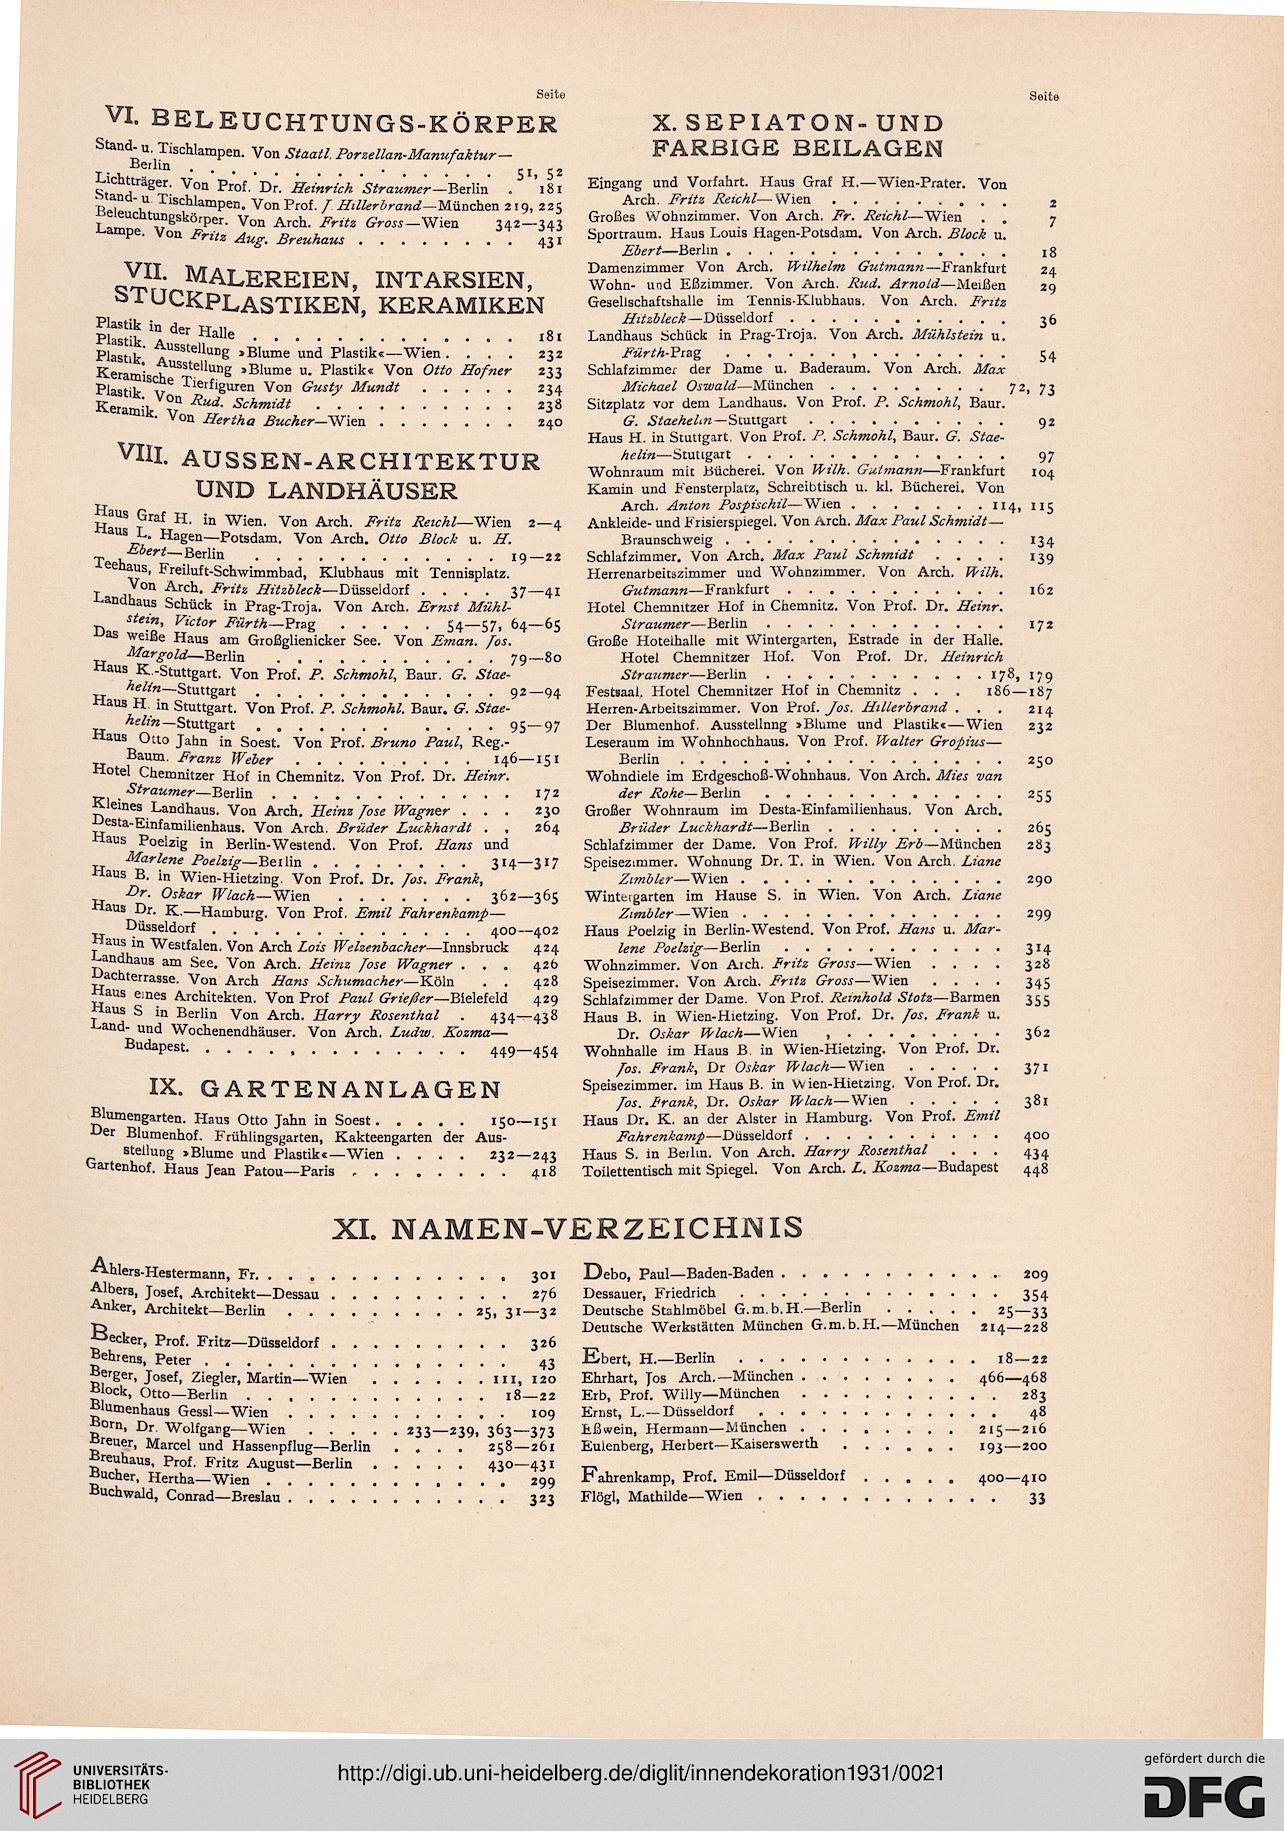 Seite
VI. BELEUCHTUNGS-KÖRPER
Stand- u. Tischlampen. Von Staatl. Porzellan-Manufaktur—
Berlin . . . . . . . . . . . . . . . 51, 52
Lichtträger. Von Prof. Dr. Heinrich Straumer—Berlin . 181
Stand- u. Tischlampen. Von Prof. J. Hillerbrand—München 219, 225
Beleuchtungskörper. Von Arch. Fritz Gross—Wien 342—343
Lampe. Von Fritz Aug. Breuhaus . . . . . . . . 431
VII. MALEREIEN, INTARSIEN,
STUCKPLASTIKEN, KERAMIKEN
Plastik in der Halle . . . . . . . . . . . . . 181
Plastik. Ausstellung »Blume und Plastik«—Wien . . . . 232
Plastik. Ausstellung »Blume u. Plastik« Von Otto Hofner 233
Keramische Tierfiguren Von Gusty Mundt . . . . . 234
Plastik. Von Rud. Schmidt . . . . . . . . . . 238
Keramik. Von Hertha Bucher—Wien . . . . . . . 240
VIII. AUSSEN-ARCHITEKTUR
UND LANDHÄUSER
Haus Graf H. in Wien. Von Arch. Fritz Reichl—Wien 2—4
Haus L. Hagen—Potsdam. Von Arch. Otto Block u. H.
Ebert—Berlin . . . . . . . . . . . . 19—22
Teehaus, Freiluft-Schwimmbad, Klubhaus mit Tennisplatz.
Von Arch. Fritz Hitzbleck—Düsseldorf . . . . 37—41
Landhaus Schück in Prag-Troja. Von Arch. Ernst Mühl-
stein, Victor Fürth—Prag . . . . . 54—57, 64—65
Das weiße Haus am Großglienicker See. Von Eman. Jos.
Margold—Berlin . . . . . . . . . . . 79—80
Haus K.-Stuttgart. Von Prof. P. Schmohl, Baur. G. Stae-
helin—Stuttgart . . . . . . . . . . . . 92—94
Haus H. in Stuttgart. Von Prof. P. Schmohl. Baur. G. Stae-
helin—Stuttgart . . . . . . . . . . . . 95—97
Haus Otto Jahn in Soest. Von Prof. Bruno Paul, Reg.-
Baum. Franz Weber . . . . . . . . . 146—151
Hotel Chemnitzer Hof in Chemnitz. Von Prof. Dr. Heinr.
Straumer—Berlin . . . . . . . . . . . . . 172
Kleines Landhaus. Von Arch. Heinz Jose Wagner . . . 230
Desta-Einfamilienhaus. Von Arch. Brüder Luckhardt . . 264
Haus Poelzig in Berlin-Westend. Von Prof. Hans und
Marlene Poelzig—Berlin . . . . . . . . 314—317
Haus B. in Wien-Hietzing. Von Prof. Dr. Jos. Frank,
Dr. Oskar Wlach—Wien . . . . . . . 362—365
Haus Dr. K.—Hamburg. Von Prof. Emil Fahrenkamp—
Düsseldorf . . . . . . . . . . . . . 400—402
Haus in Westfalen. Von Arch Lois Welzenbacher—Innsbruck 424
Landhaus am See. Von Arch. Heinz Jose Wagner . . . 426
Dachterrasse. Von Arch Hans Schumacher—Köln . . 428
Haus eines Architekten. Von Prof Paul Grießer—Bielefeld 429
Haus S in Berlin Von Arch. Harry Rosenthal . 434—438
Land- und Wochenendhäuser. Von Arch. Ludw. Kozma—
Budapest. . . . . . . . . . . . . . 449—454
IX. GARTENANLAGEN
Blumengarten. Haus Otto Jahn in Soest . . . . . 150—151
Der Blumenhof. Frühlingsgarten, Kakteengarten der Aus-
stellung »Blume und Plastik«—Wien . . . . 232—243
Gartenhof. Haus Jean Patou—Paris . . . . . . . . 418
Seite
X. SEPIATON- UND
FARBIGE BEILAGEN
Eingang und Vorfahrt. Haus Graf H.—Wien-Prater. Von
Arch. Fritz Reichl—Wien . . . . . . . . . 2
Großes Wohnzimmer. Von Arch. Fr. Reichl—Wien . . 7
Sportraum. Haus Louis Hagen-Potsdam. Von Arch. Block u.
Ebert—Berlin . . . . . . . . . . . . . . 18
Damenzimmer Von Arch. Wilhelm Gutmann—Frankfurt 24
Wohn- und Eßzimmer. Von Arch. Rud. Arnold—Meißen 29
Gesellschaftshalle im Tennis-Klubhaus. Von Arch. Fritz
Hitzbleck—Düsseldorf . . . . . . . . . . . 36
Landhaus Schück in Prag-Troja. Von Arch. Mühlstein u.
Fürth-Prag . . . . . . . . . . . . . . 54
Schlafzimmer der Dame u. Baderaum. Von Arch. Max
Michael Oswald—München . . . . . . . . 72, 73
Sitzplatz vor dem Landhaus. Von Prof. P. Schmohl, Baur.
G. Staehelin—Stuttgart . . . . . . . . . . 92
Haus H. in Stuttgart. Von Prof. P. Schmohl, Baur. G. Stae-
helin—Stuttgart . . . . . . . . . . . . . 97
Wohnraum mit Bücherei. Von Wilh. Gutmann—Frankfurt 104
Kamin und Fensterplatz, Schreibtisch u. kl. Bücherei. Von
Arch. Anton Pospischil—Wien . . . . . . . 114, 115
Ankleide- und Frisierspiegel. Von Arch. Max Paul Schmidt—
Braunschweig . . . . . . . . . . . . . . 134
Schlafzimmer. Von Arch. Max Paul Schmidt . . . . 139
Herrenarbeitszimmer und Wohnzimmer. Von Arch. Wilh.
Gutmann—Frankfurt . . . . . . . . . . . 162
Hotel Chemnitzer Hof in Chemnitz. Von Prof. Dr. Heinr.
Straumer—Berlin . . . . . . . . . . . . 172
Große Hotelhalle mit Wintergarten, Estrade in der Halle.
Hotel Chemnitzer Hof. Von Prof. Dr. Heinrich
Straumer—Berlin . . . . . . . . . . . 178, 179
Festsaal. Hotel Chemnitzer Hof in Chemnitz . . . 186—187
Herren-Arbeitszimmer. Von Prof. Jos. Hillerbrand . . . 214
Der Blumenhof. Ausstellnng »Blume und Plastik«—Wien 232
Leseraum im Wohnhochhaus. Von Prof. Walter Gropius—
Berlin . . . . . . . . . . . . . . . . 250
Wohndiele im Erdgeschoß-Wohnhaus. Von Arch. Mies van
der Rohe—Berlin . . . . . . . . . . . . 255
Großer Wohnraum im Desta-Einfamilienhaus. Von Arch.
Brüder Luckhardt—Berlin . . . . . . . . . 265
Schlafzimmer der Dame. Von Prof. Willy Erb—München 283
Speisezimmer. Wohnung Dr. T. in Wien. Von Arch. Liane
Zimbler—Wien . . . . . . . . . . . . . 290
Wintergarten im Hause S. in Wien. Von Arch. Liane
Zimbler—Wien . . . . . . . . . . . . . 299
Haus Poelzig in Berlin-Westend. Von Prof. Hans u. Mar-
lene Poelzig—Berlin . . . . . . . . . . . 314
Wohnzimmer. Von Arch. Fritz Gross—Wien . . . . 328
Speisezimmer. Von Arch. Fritz Gross—Wien . . . . 345
Schlafzimmer der Dame. Von Prof. Reinhold Stotz—Barmen 355
Haus B. in Wien-Hietzing. Von Prof. Dr. Jos. Frank u.
Dr. Oskar Wlach—Wien . . . . . . . . . 362
Wohnhalle im Haus B. in Wien-Hietzing. Von Prof. Dr.
Jos. Frank, Dr Oskar Wlach—Wien . . . . . 371
Speisezimmer. im Haus B. in Wien-Hietzing. Von Prof. Dr.
Jos. Frank, Dr. Oskar Wlach—Wien . . . . . 381
Haus Dr. K. an der Alster in Hamburg. Von Prof. Emil
Fahrenkamp—Düsseldorf . . . . . . . . . . 400
Haus S. in Berlin. Von Arch. Harry Rosenthal . . . 434
Toilettentisch mit Spiegel. Von Arch. L. Kozma—Budapest 448
XI. NAMEN-VERZEICHNIS
Ahlers-Hestermann, Fr. . . . . . . . . . . . . . 301
Albers, Josef, Architekt—Dessau . . . . . . . . . 276
Anker, Architekt—Berlin . . . . . . . . . 25, 31—32
Becker, Prof. Fritz—Düsseldorf . . . . . . . . . 326
Behrens, Peter . . . . . . . . . . . . . . . . 43
Berger, Josef, Ziegler, Martin—Wien . . . . . . 111, 120
Block, Otto—Berlin . . . . . . . . . . . . 18—22
Blumenhaus Gessl—Wien . . . . . . . . . . . 109
Born, Dr. Wolfgang—Wien . . . . . 233—239, 363—373
Breuer, Marcel und Hassenpflug—Berlin . . . . 258—261
Breuhaus, Prof. Fritz August—Berlin . . . . . 430—431
Bucher, Hertha—Wien . . . . . . . . . . . . 299
Buchwald, Conrad—Breslau . . . . . . . . . . . 323
Debo, Paul—Baden-Baden . . . . . . . . . . . 209
Dessauer, Friedrich . . . . . . . . . . . . . 354
Deutsche Stahlmöbel G.m.b.H.—Berlin . . . . . 25—33
Deutsche Werkstätten München G.m.b.H.—München 214—228
Ebert, H.—Berlin . . . . . . . . . . . . 18—22
Ehrhart, Jos Arch.—München . . . . . . . . 466—468
Erb, Prof. Willy—München . . . . . . . . . . 283
Ernst, L.—Düsseldorf . . . . . . . . . . . . 48
Eßwein, Hermann—München . . . . . . . . 215—216
Eulenberg, Herbert—Kaiserswerth . . . . . . 193—200
Fahrenkamp, Prof. Emil—Düsseldorf . . . . . 400—410
Flögl, Mathilde—Wien . . . . . . . . . . . . 33
UNIVERSITÄTS-
BIBLIOTHEK
HEIDELBERG
http://digi.ub.uni-heidelberg.de/diglit/innendekoration1931/0021
gefördert durch die
DFG